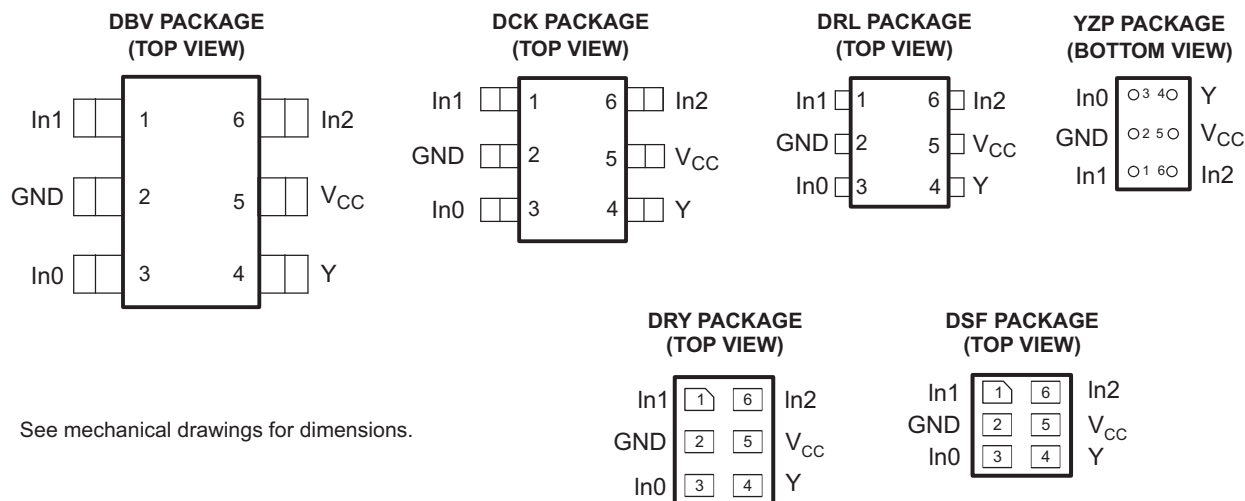 DBV PACKAGE
(TOP VIEW)
In1 1 6 In2
GND 2 5 VCC
In0 3 4 Y
DCK PACKAGE
(TOP VIEW)
In1 1 6 In2
GND 2 5 VCC
In0 3 4 Y
DRL PACKAGE
(TOP VIEW)
In1 1 6 In2
GND 2 5 VCC
In0 3 4 Y
YZP PACKAGE
(BOTTOM VIEW)
In0 3 4 Y
GND 2 5 VCC
In1 1 6 In2
See mechanical drawings for dimensions.
DRY PACKAGE
(TOP VIEW)
In1 1 6 In2
GND 2 5 VCC
In0 3 4 Y
DSF PACKAGE
(TOP VIEW)
In1 1 6 In2
GND 2 5 VCC
In0 3 4 Y